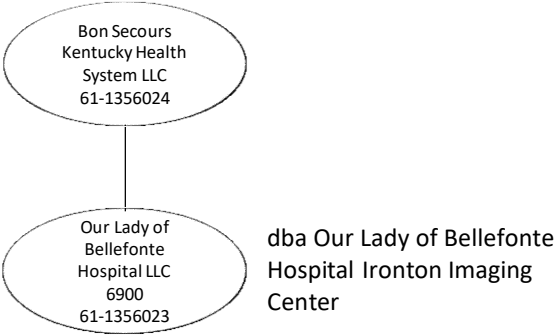 Bon Secours
Kentucky Health
System LLC
61-1356024
Our Lady of
Bellefonte
Hospital LLC
6900
61-1356023
dba Our Lady of Bellefonte
Hospital Ironton Imaging
Center